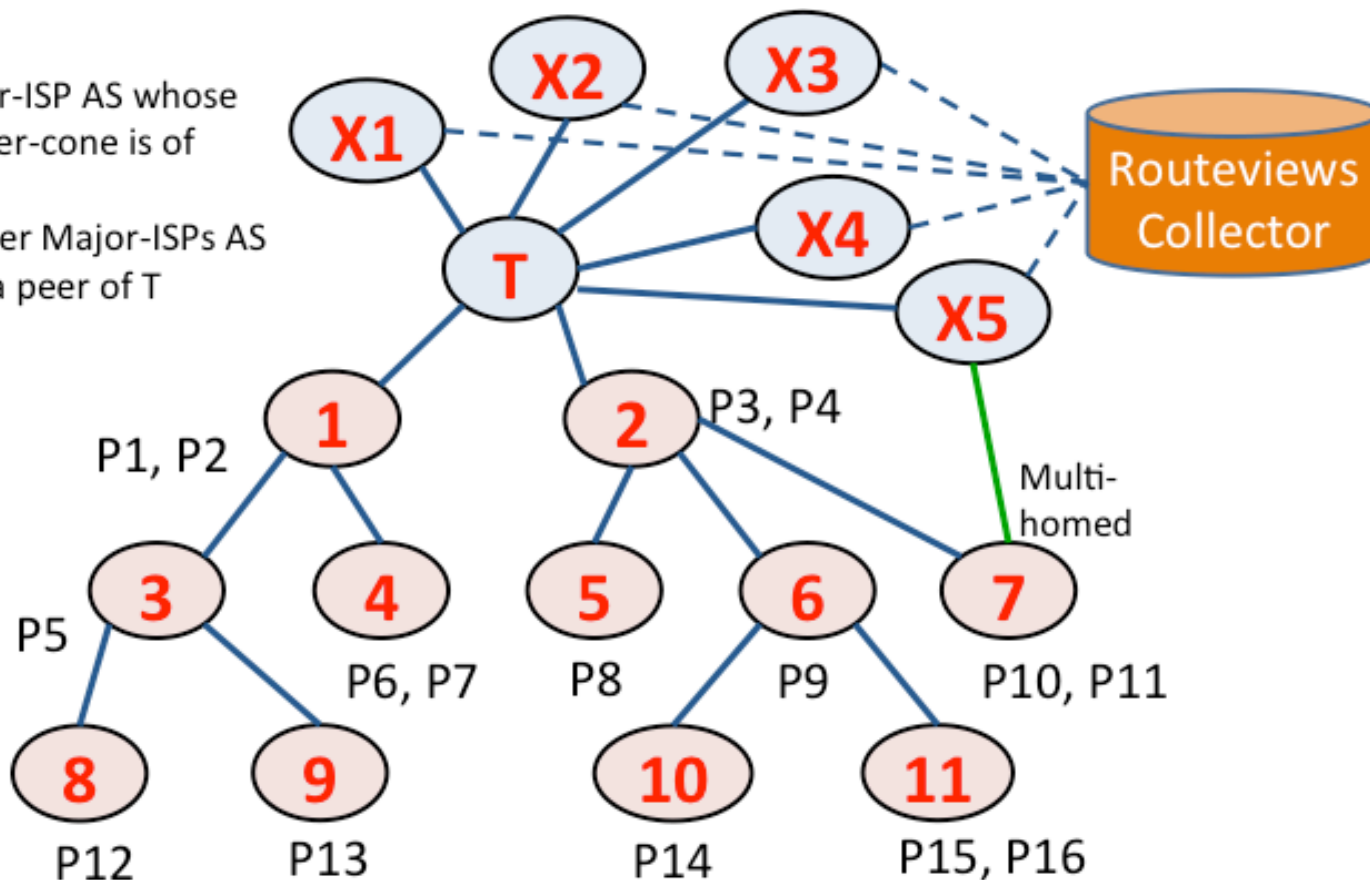 X2
X3
r-ISP AS whose
X1
er-cone is of
Routeviews
Collector
er Major-ISPs AS
a peer of T
X4
T
X5
1
2
P3, P4
P1, P2
Multi-
homed
3
4
5
6
7
P5
P6, P7
P8
P9
P10, P11
8
9
10
11
P12
P13
P14
P15, P16